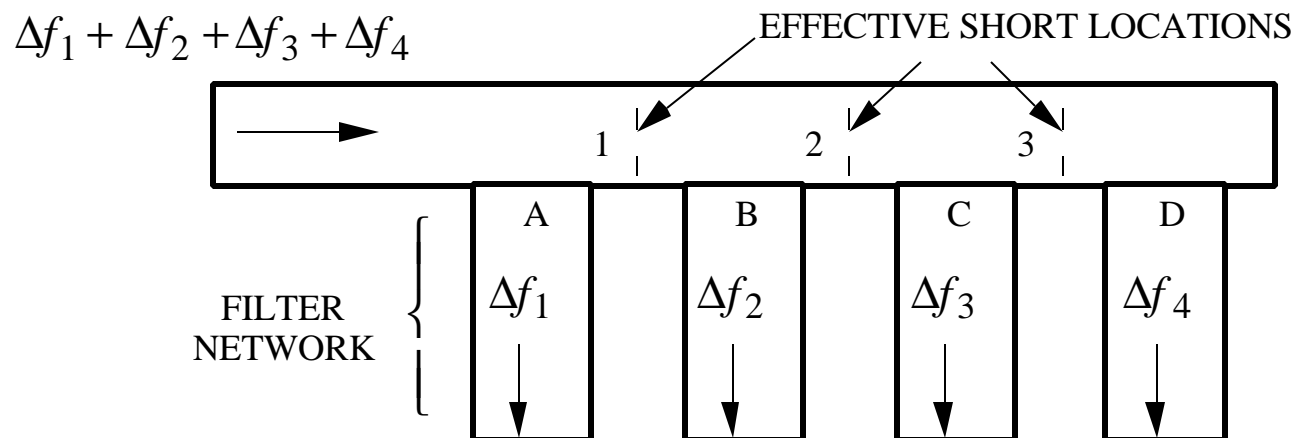 Δf1 + Δf2 + Δf3 + Δf4
EFFECTIVE SHORT LOCATIONS
1 2 3
A B C D
Δf1 Δf2 Δf3 Δf4
FILTER
NETWORK